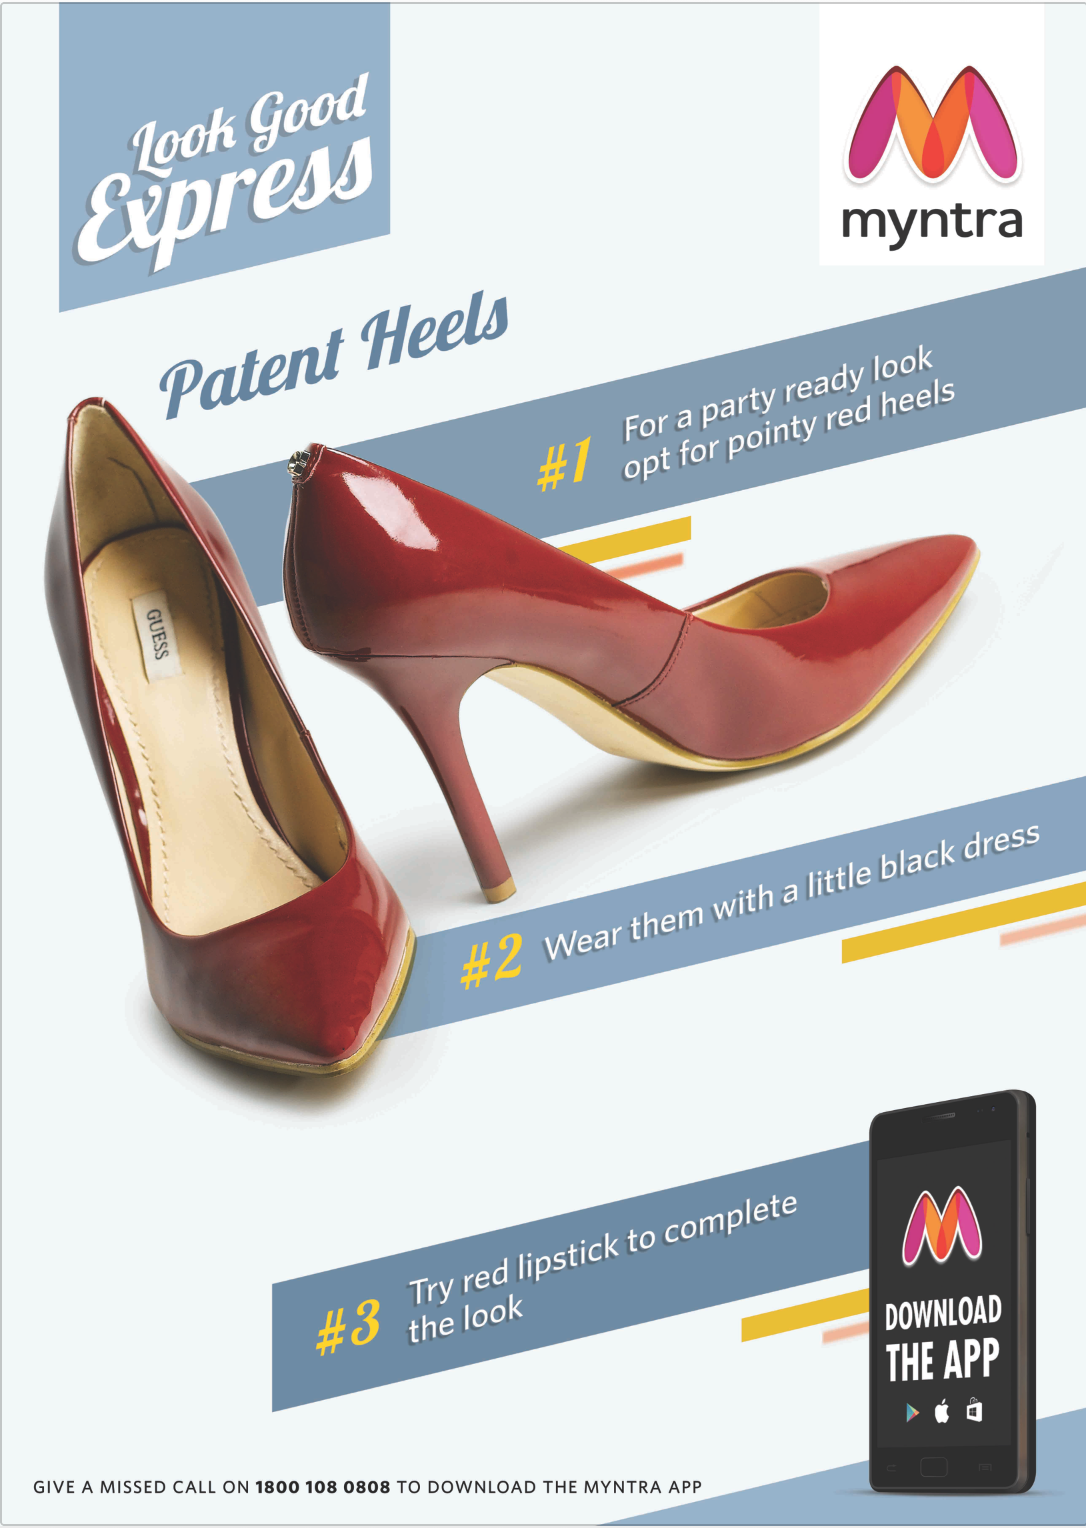 Look Good
Express
myntra
Patent Heels
#1
For a party ready look
opt for pointy red heels
GUESS
#2
Wear them with a little black dress
#3
Try red lipstick to complete
the look
DOWNLOAD
THE APP
GIVE A MISSED CALL ON 1800 108 0808 TO DOWNLOAD THE MYNTRA APP